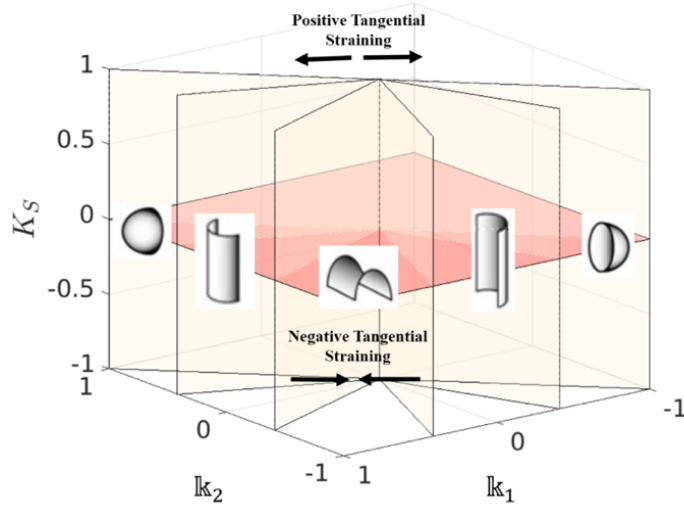 Positive Tangential
Straining
1
0.5
0
-0.5
-1
K_S
Negative Tangential
Straining
1
0
-1
𝕜₂
1
0
-1
𝕜₁